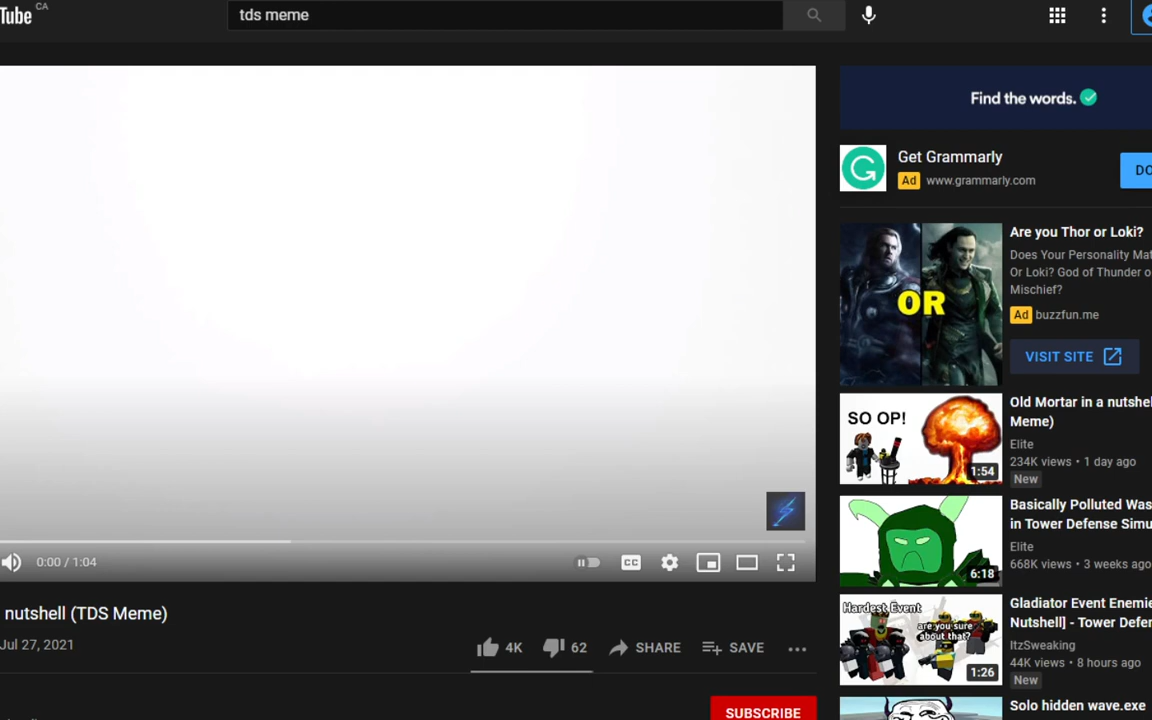 Tube CA
tds meme
Find the words.
Get Grammarly
Ad www.grammarly.com
DO
Are you Thor or Loki?
Does Your Personality Mat
Or Loki? God of Thunder o
Mischief?
Ad buzzfun.me
VISIT SITE
OR
SO OP!
1:54
Old Mortar in a nutshel
Meme)
Elite
234K views • 1 day ago
New
6:18
Basically Polluted Was
in Tower Defense Simu
Elite
668K views • 3 weeks ago
Hardest Event
are you sure
about that?
1:26
Gladiator Event Enemie
Nutshell] - Tower Defen
ItzSweaking
44K views • 8 hours ago
New
Solo hidden wave.exe
0:00 / 1:04
CC
nutshell (TDS Meme)
Jul 27, 2021
4K
62
SHARE
SAVE
SUBSCRIBE